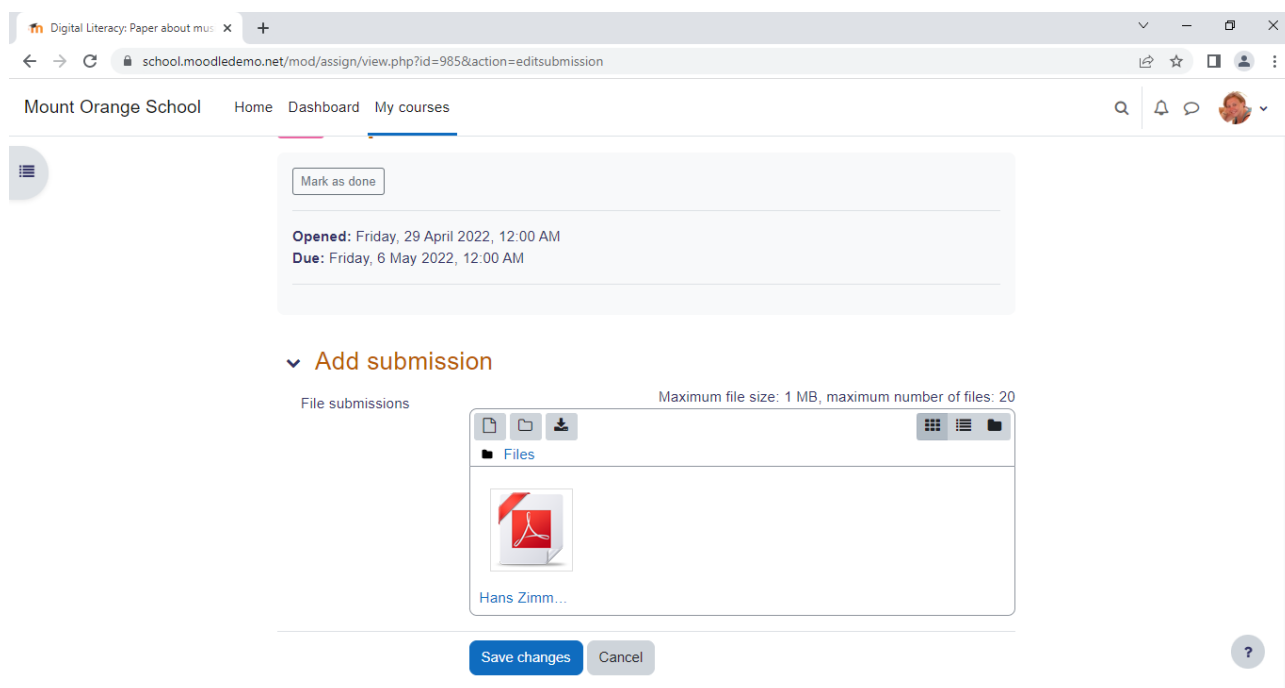 Digital Literacy: Paper about mus
school.moodledemo.net/mod/assign/view.php?id=985&action=editsubmission
Mount Orange School Home Dashboard My courses
Mark as done
Opened: Friday, 29 April 2022, 12:00 AM
Due: Friday, 6 May 2022, 12:00 AM
Add submission
File submissions
Maximum file size: 1 MB, maximum number of files: 20
Files
Hans Zimm...
Save changes Cancel
?